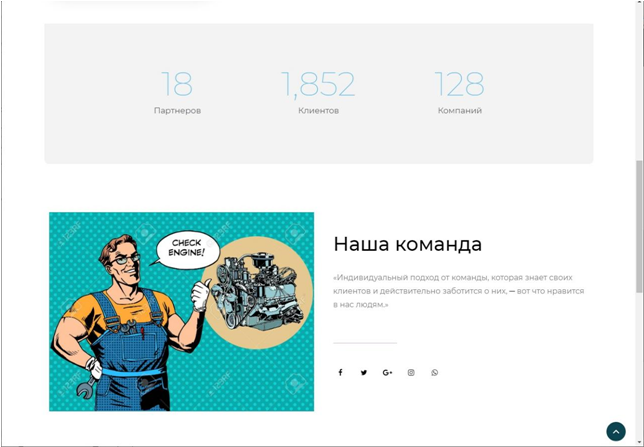 18 1,852 128
Партнеров Клиентов Компаний
CHECK
ENGINE!
Наша команда
«Индивидуальный подход от команды, которая знает своих
клиентов и действительно заботится о них, — вот что нравится
в нас людям.»